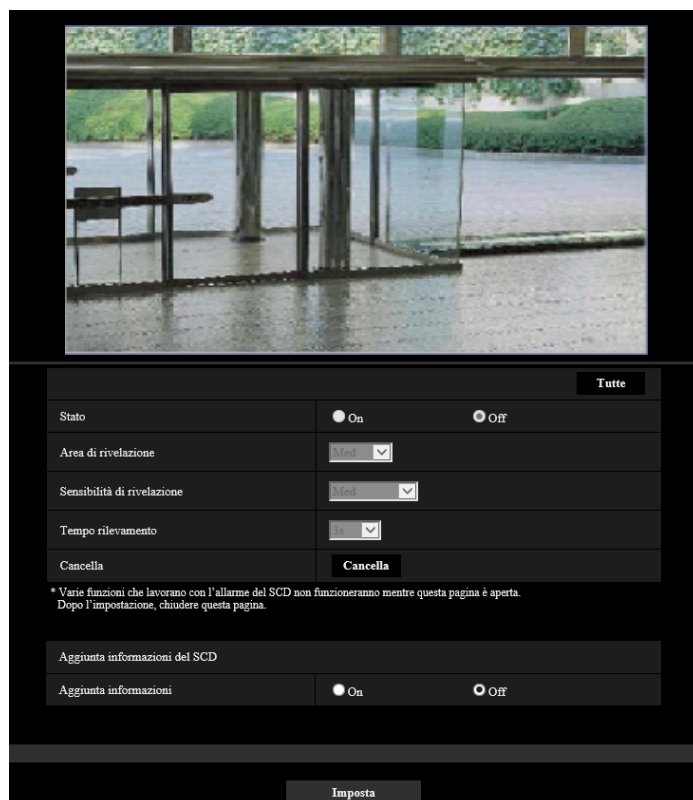 Tutte
Stato On Off
Area di rivelazione Med
Sensibilità di rivelazione Med
Tempo rilevamento 3s
Cancella Cancella
* Varie funzioni che lavorano con l'allarme del SCD non funzioneranno mentre questa pagina è aperta.
Dopo l'impostazione, chiudere questa pagina.
Aggiunta informazioni del SCD
Aggiunta informazioni On Off
Imposta